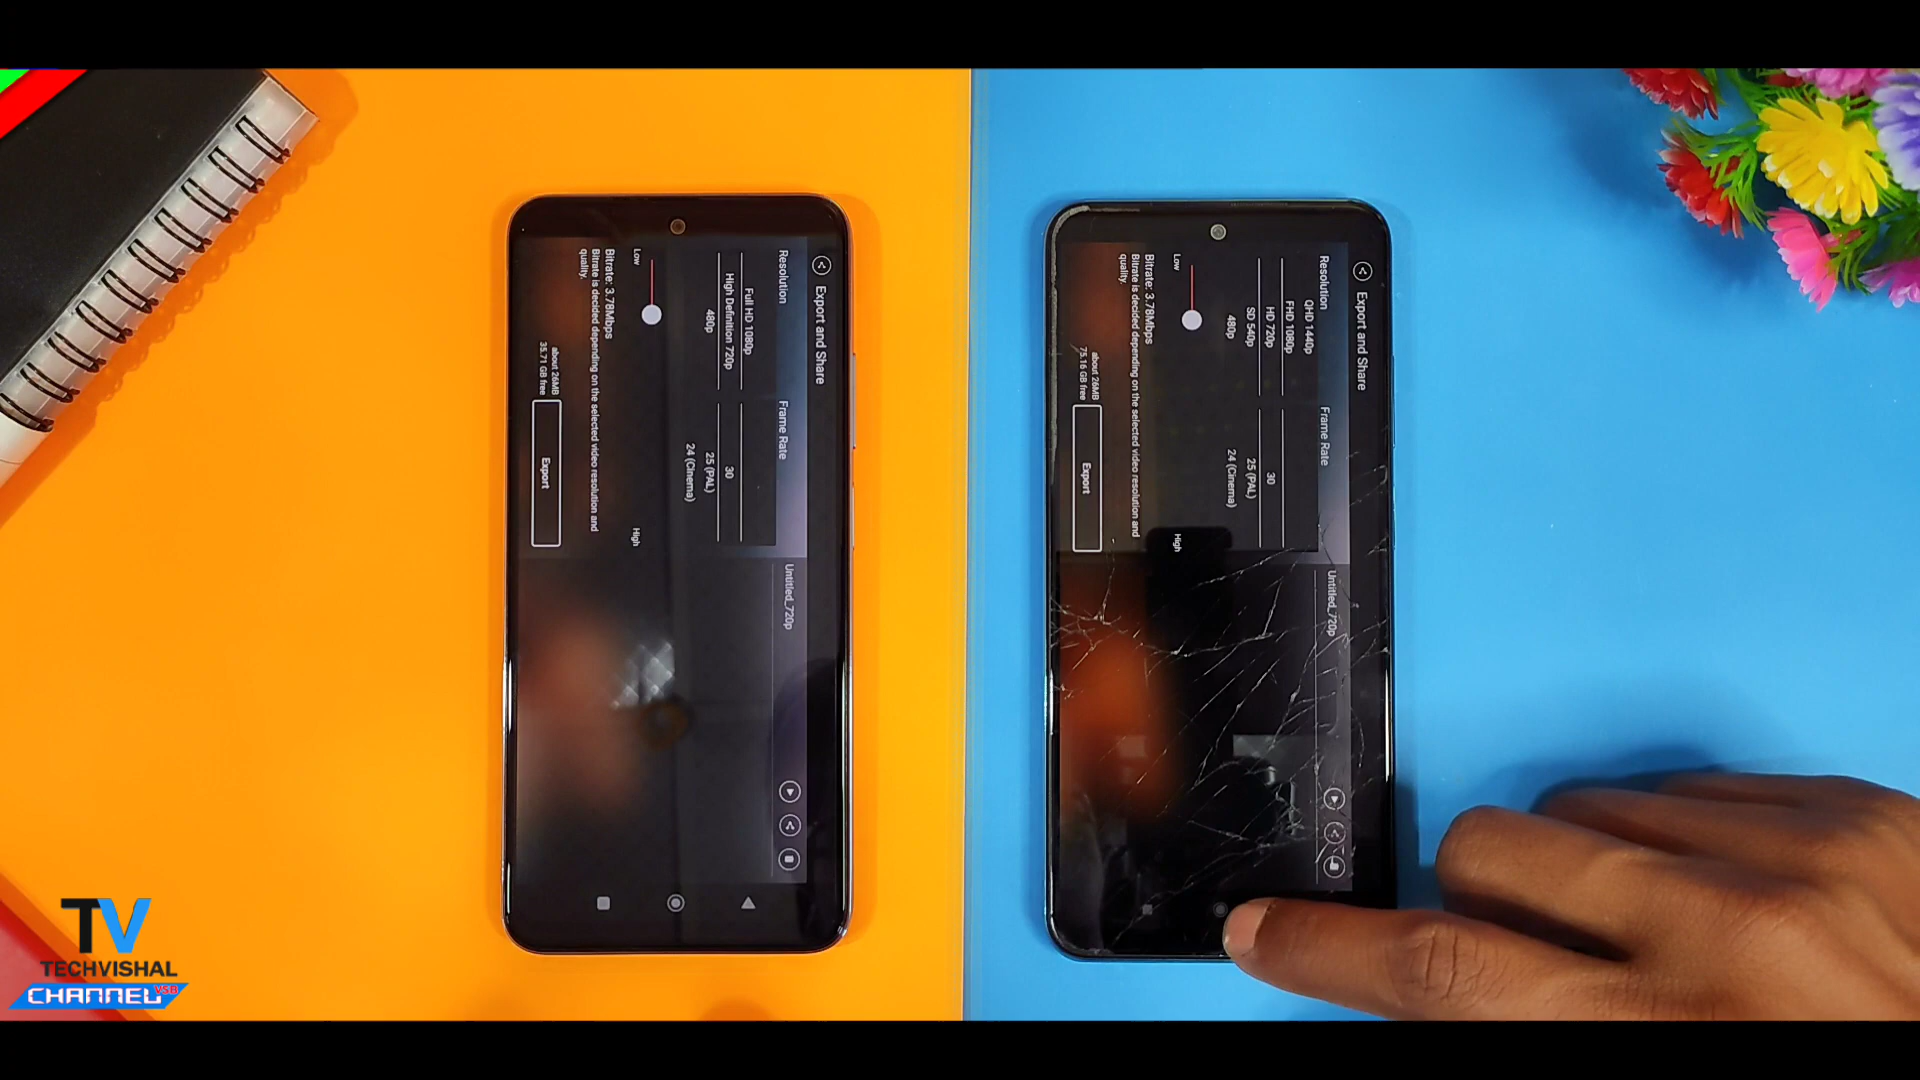 Export and Share
Resolution
Frame Rate
Full HD 1080p
High Definition 720p
480p
30
25 (PAL)
24 (Cinema)
Low
High
Bitrate: 3.78Mbps
Bitrate is decided depending on the selected video resolution and
quality.
about 26MB
35.71 GB free
Export
Untitled_720p
Export and Share
Resolution
Frame Rate
QHD 1440p
FHD 1080p
HD 720p
SD 540p
480p
30
25 (PAL)
24 (Cinema)
Low
High
Bitrate: 3.78Mbps
Bitrate is decided depending on the selected video resolution and
quality.
about 26MB
75.16 GB free
Export
Untitled_720p
TV
TECHVISHAL
CHANNEL VSB